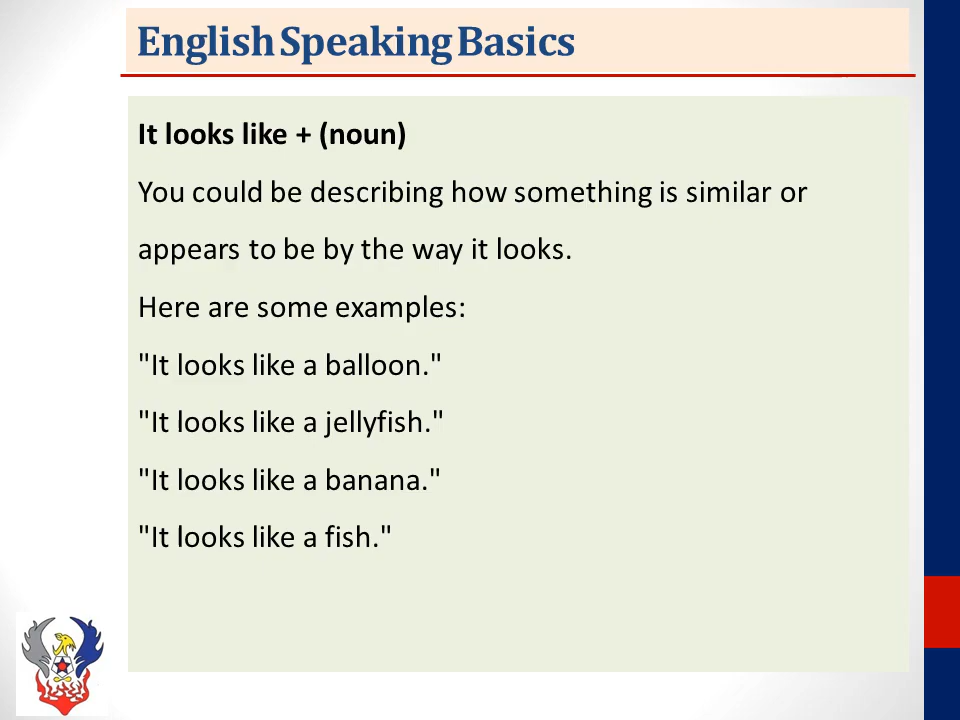 English Speaking Basics
It looks like + (noun)
You could be describing how something is similar or
appears to be by the way it looks.
Here are some examples:
"It looks like a balloon."
"It looks like a jellyfish."
"It looks like a banana."
"It looks like a fish."